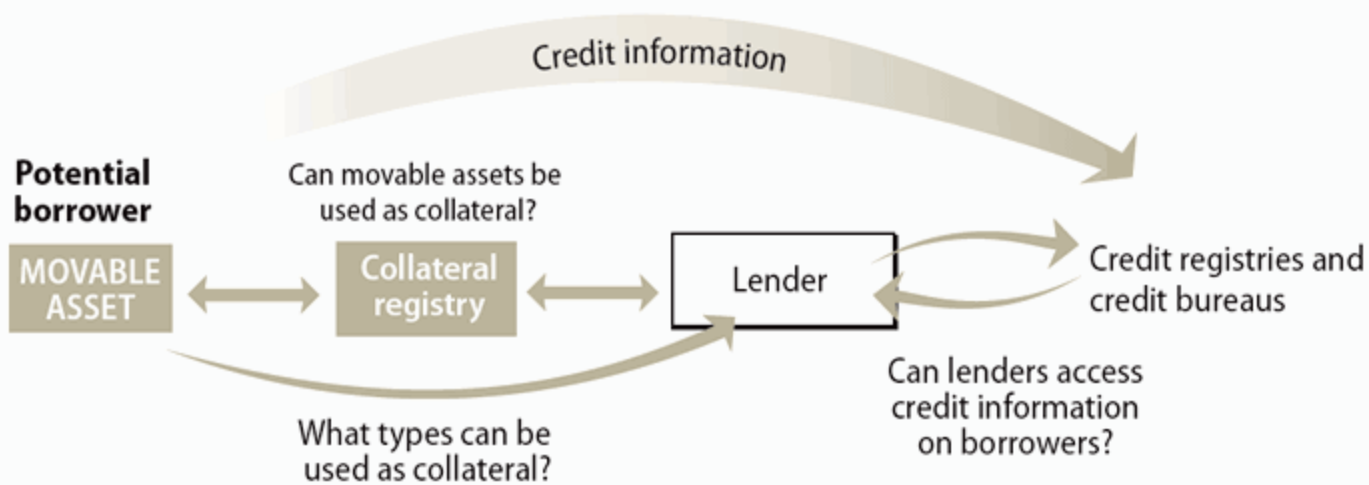 Credit information
Potential
borrower
Can movable assets be
used as collateral?
MOVABLE
ASSET
Collateral
registry
Lender
Credit registries and
credit bureaus
What types can be
used as collateral?
Can lenders access
credit information
on borrowers?